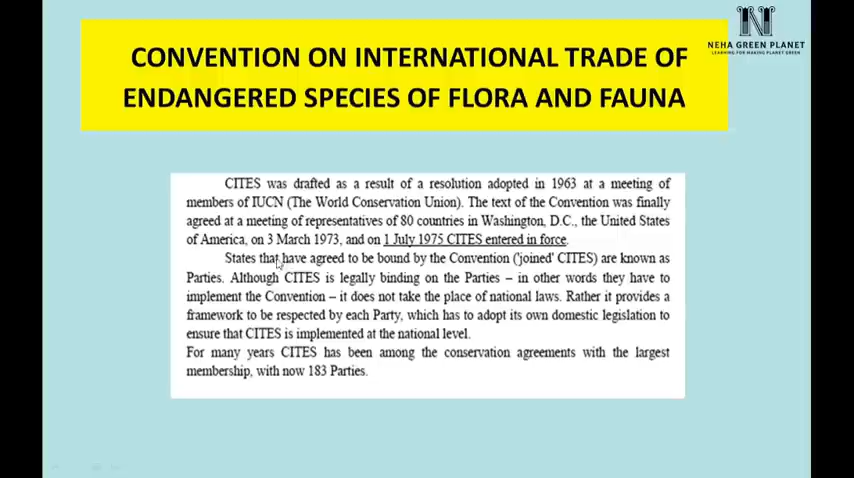 NEHA GREEN PLANET
LEARNING FOR MAKING PLANET GREEN
CONVENTION ON INTERNATIONAL TRADE OF
ENDANGERED SPECIES OF FLORA AND FAUNA
CITES was drafted as a result of a resolution adopted in 1963 at a meeting of
members of IUCN (The World Conservation Union). The text of the Convention was finally
agreed at a meeting of representatives of 80 countries in Washington, D.C., the United States
of America, on 3 March 1973, and on 1 July 1975 CITES entered in force.
States that have agreed to be bound by the Convention ('joined' CITES) are known as
Parties. Although CITES is legally binding on the Parties – in other words they have to
implement the Convention – it does not take the place of national laws. Rather it provides a
framework to be respected by each Party, which has to adopt its own domestic legislation to
ensure that CITES is implemented at the national level.
For many years CITES has been among the conservation agreements with the largest
membership, with now 183 Parties.